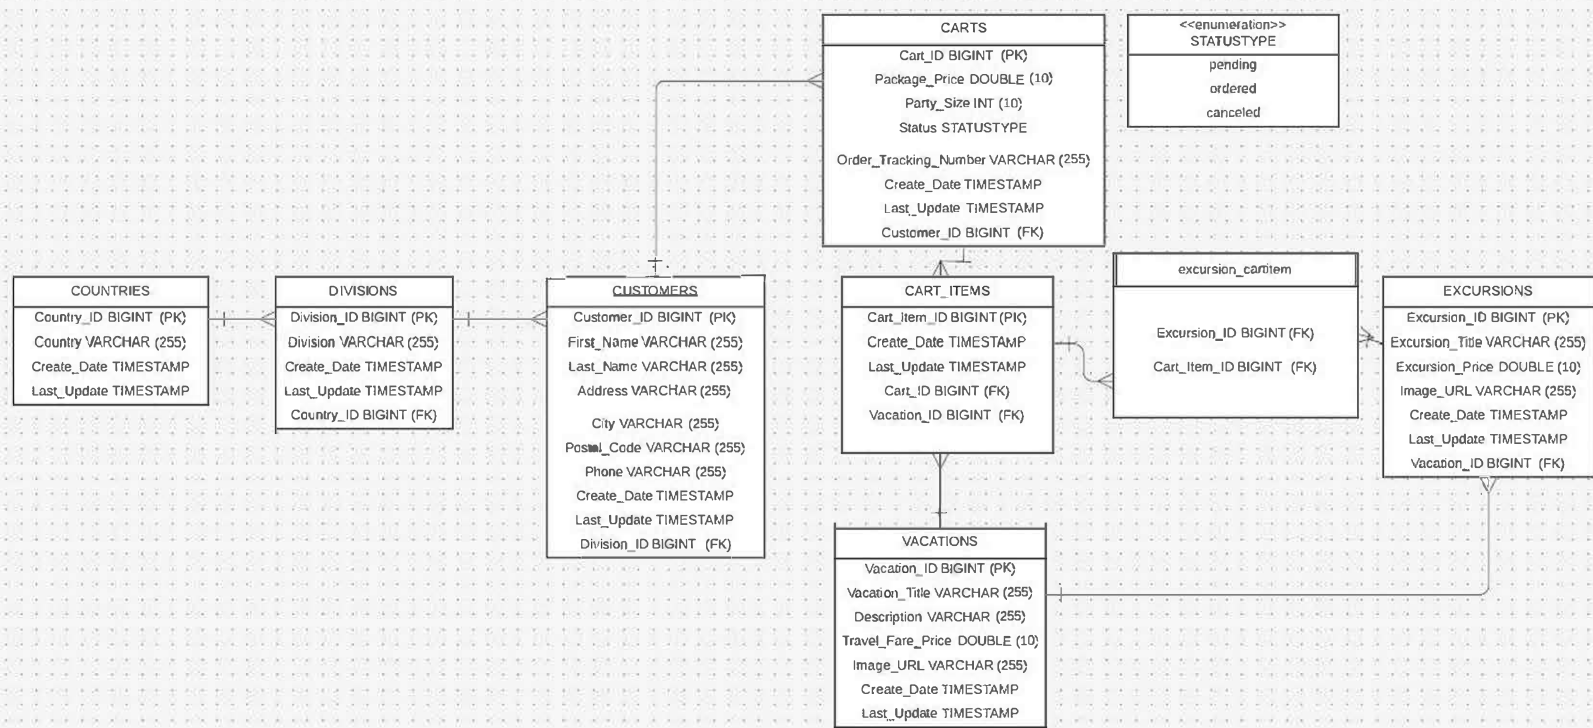 CARTS
Cart_ID BIGINT (PK)
Package_Price DOUBLE (10)
Party_Size INT (10)
Status STATUSTYPE
Order_Tracking_Number VARCHAR (255)
Create_Date TIMESTAMP
Last_Update TIMESTAMP
Customer_ID BIGINT (FK)
<<enumeration>>
STATUSTYPE
pending
ordered
canceled
COUNTRIES
Country_ID BIGINT (PK)
Country VARCHAR (255)
Create_Date TIMESTAMP
Last_Update TIMESTAMP
DIVISIONS
Division_ID BIGINT (PK)
Division VARCHAR (255)
Create_Date TIMESTAMP
Last_Update TIMESTAMP
Country_ID BIGINT (FK)
CUSTOMERS
Customer_ID BIGINT (PK)
First_Name VARCHAR (255)
Last_Name VARCHAR (255)
Address VARCHAR (255)
City VARCHAR (255)
Postal_Code VARCHAR (255)
Phone VARCHAR (255)
Create_Date TIMESTAMP
Last_Update TIMESTAMP
Division_ID BIGINT (FK)
CART_ITEMS
Cart_Item_ID BIGINT (PK)
Create_Date TIMESTAMP
Last_Update TIMESTAMP
Cart_ID BIGINT (FK)
Vacation_ID BIGINT (FK)
excursion_cartitem
Excursion_ID BIGINT (FK)
Cart_Item_ID BIGINT (FK)
EXCURSIONS
Excursion_ID BIGINT (PK)
Excursion_Title VARCHAR (255)
Excursion_Price DOUBLE (10)
Image_URL VARCHAR (255)
Create_Date TIMESTAMP
Last_Update TIMESTAMP
Vacation_ID BIGINT (FK)
VACATIONS
Vacation_ID BIGINT (PK)
Vacation_Title VARCHAR (255)
Description VARCHAR (255)
Travel_Fare_Price DOUBLE (10)
Image_URL VARCHAR (255)
Create_Date TIMESTAMP
Last_Update TIMESTAMP